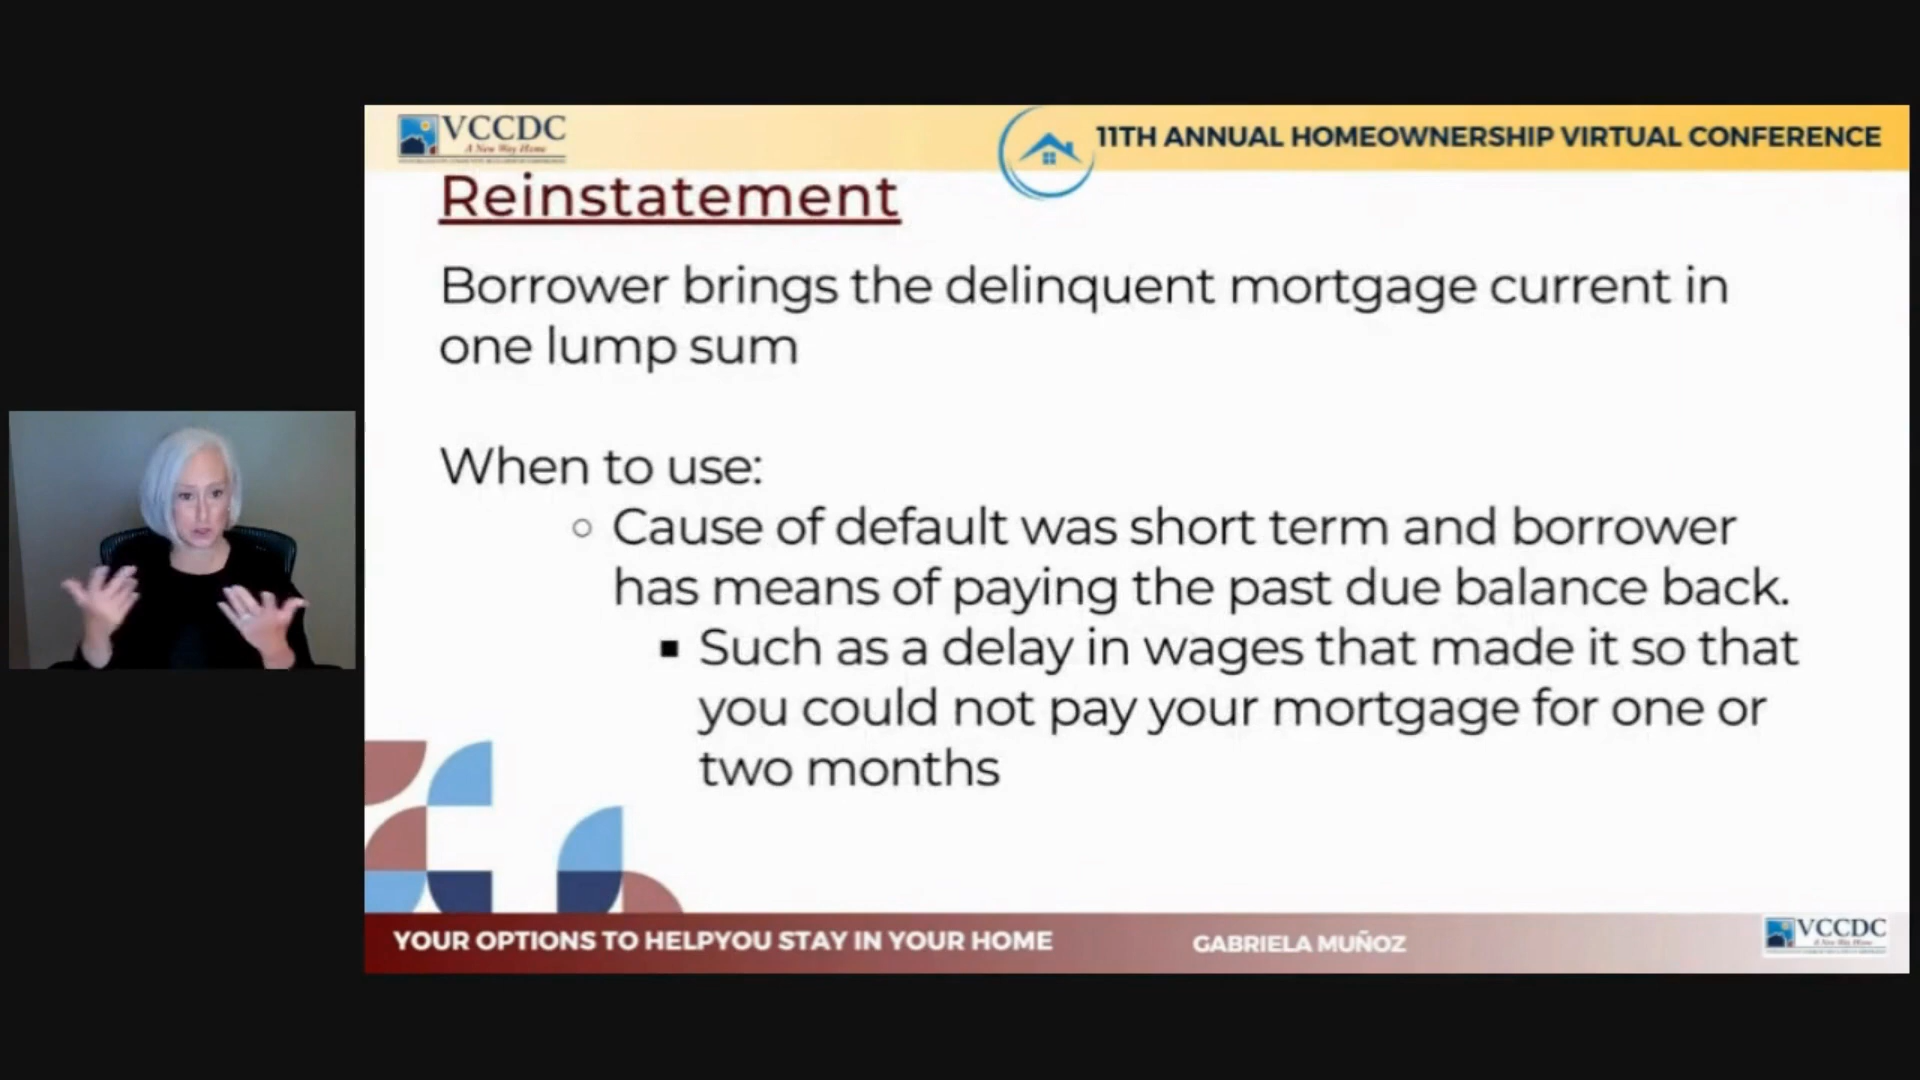 VCCDC
A New Way Home
11TH ANNUAL HOMEOWNERSHIP VIRTUAL CONFERENCE
Reinstatement
Borrower brings the delinquent mortgage current in
one lump sum
When to use:
Cause of default was short term and borrower
has means of paying the past due balance back.
Such as a delay in wages that made it so that
you could not pay your mortgage for one or
two months
YOUR OPTIONS TO HELPYOU STAY IN YOUR HOME
GABRIELA MUÑOZ
VCCDC
A New Way Home